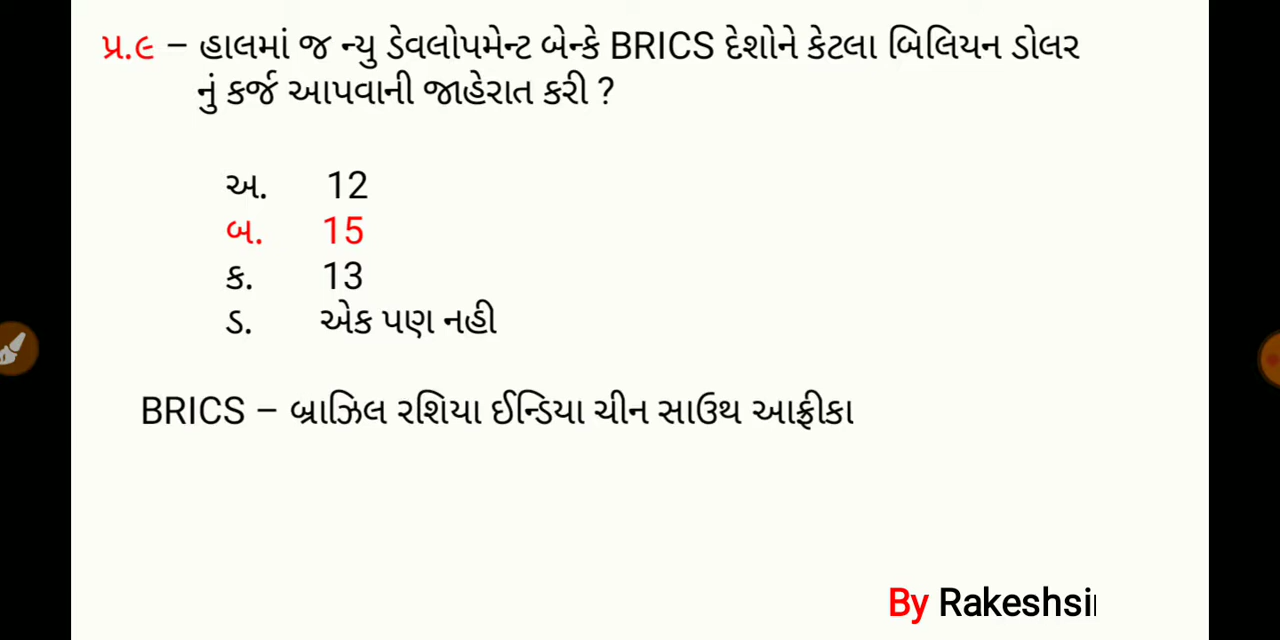 પ્ર.૯ – હાલમાં જ ન્યુ ડેવલોપમેન્ટ બેન્કે BRICS દેશોને કેટલા બિલિયન ડોલર
નું કર્જ આપવાની જાહેરાત કરી ?
અ. 12
બ. 15
ક. 13
ડ. એક પણ નહી
BRICS – બ્રાઝિલ રશિયા ઈન્ડિયા ચીન સાઉથ આફ્રીકા
By Rakeshsi